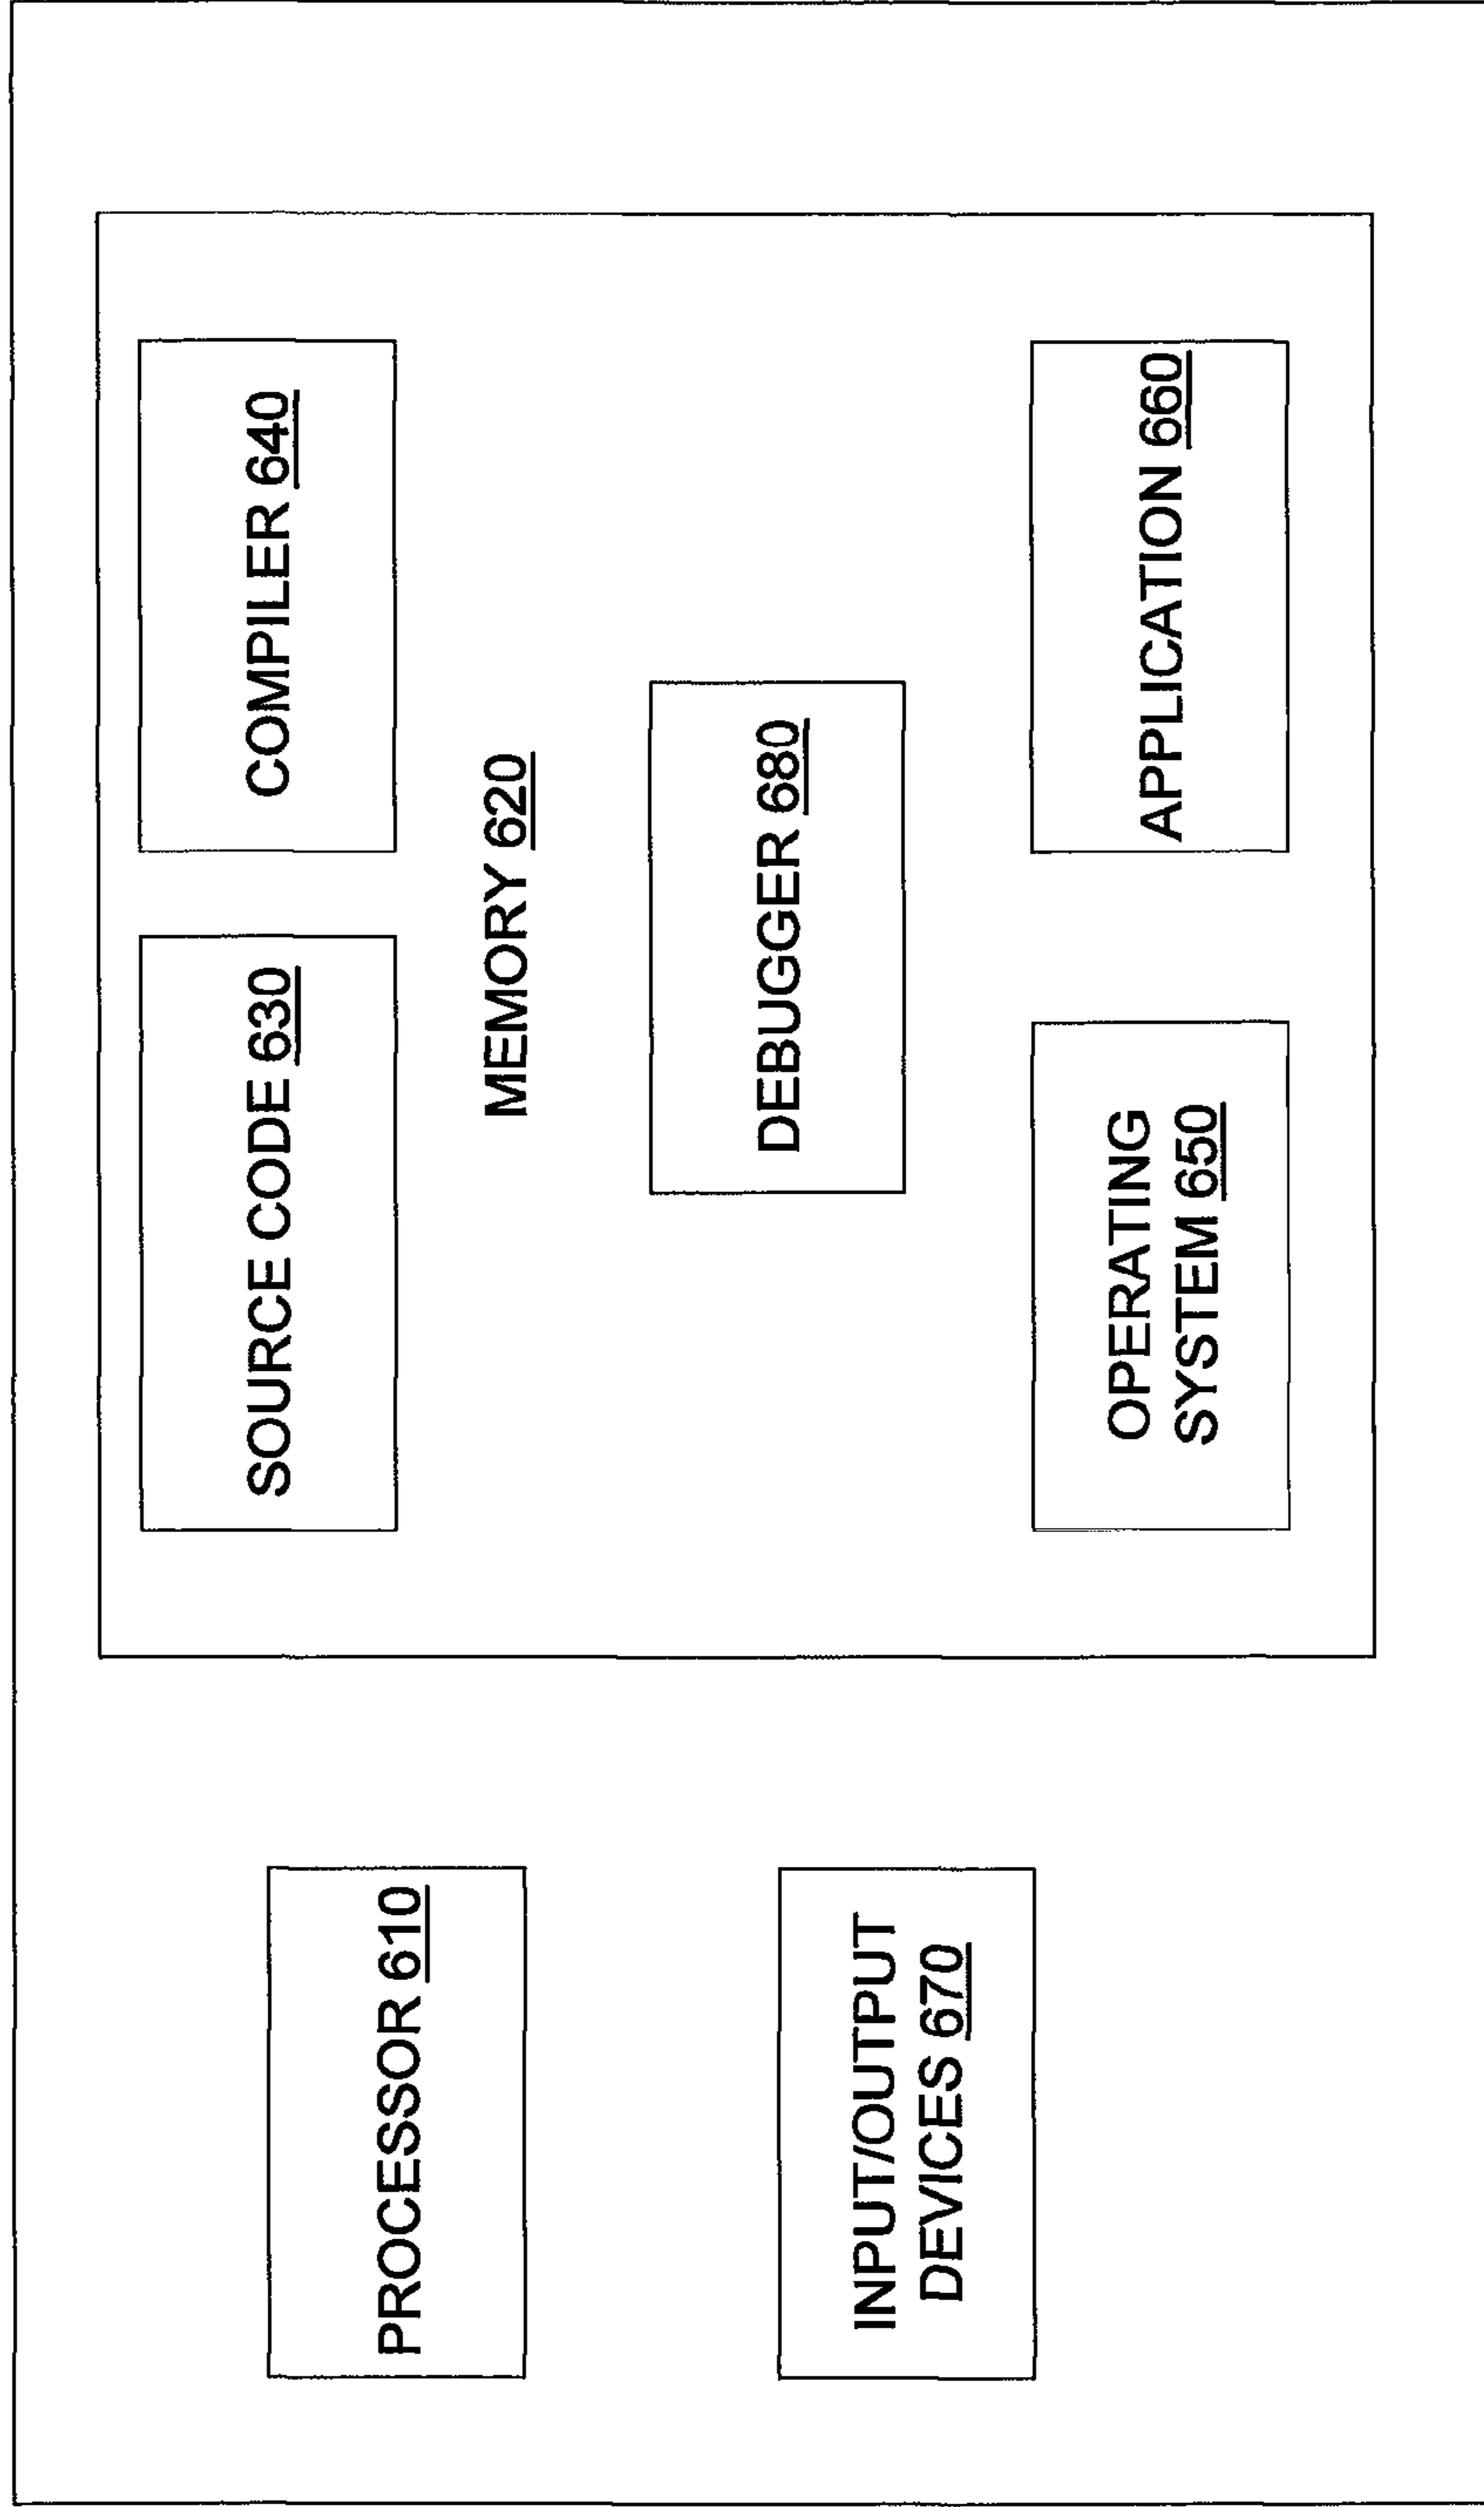 SOURCE CODE 630
COMPILER 640
PROCESSOR 610
MEMORY 620
DEBUGGER 680
INPUT/OUTPUT
DEVICES 670
OPERATING
SYSTEM 650
APPLICATION 660